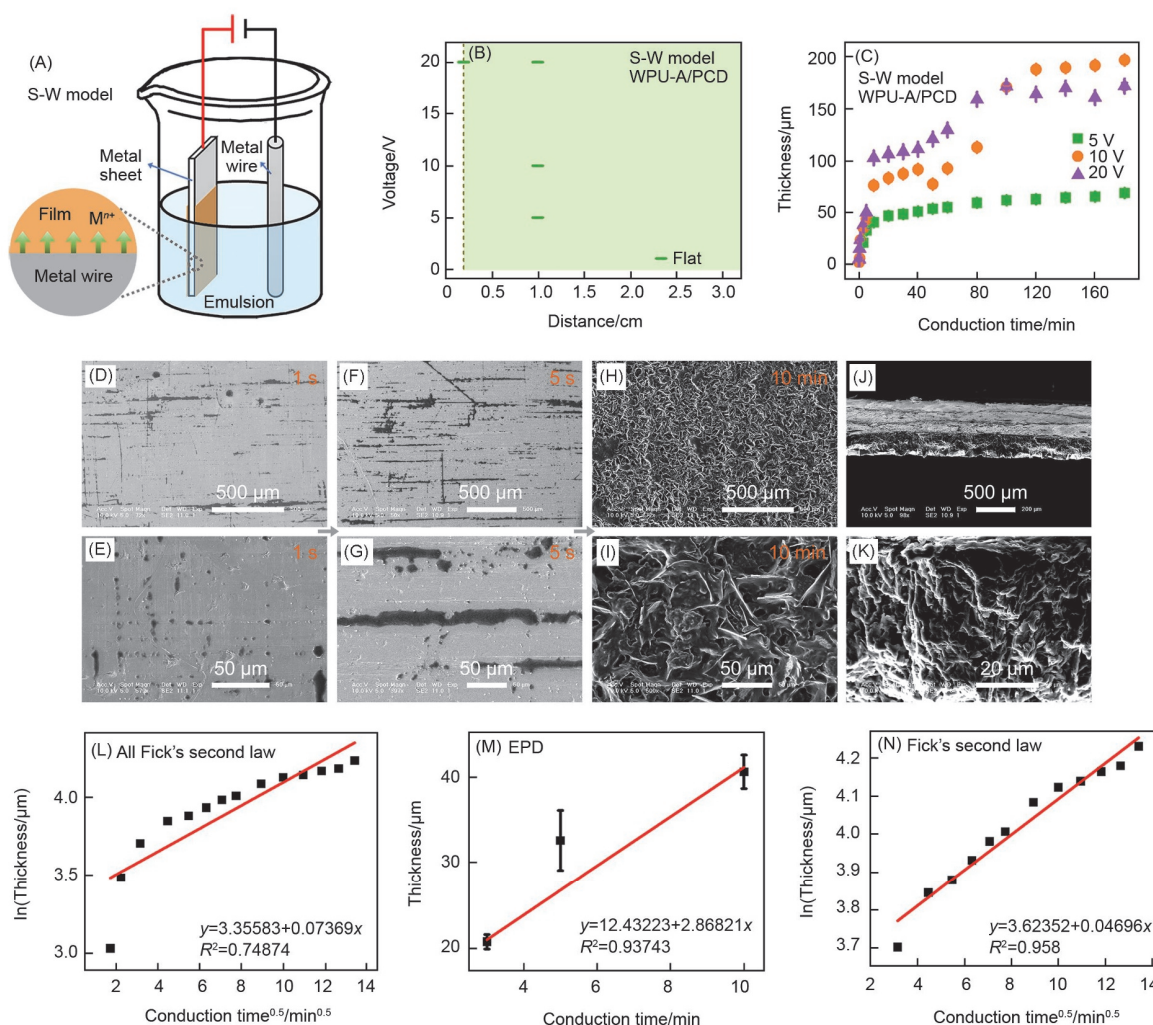 (A)
S-W model
Metal
sheet
Metal
wire
Film
Mⁿ⁺
Metal wire
Emulsion
(B)
S-W model
WPU-A/PCD
Voltage/V
20
15
10
5
0
Flat
0
0.5
1.0
1.5
2.0
2.5
3.0
Distance/cm
(C)
S-W model
WPU-A/PCD
Thickness/μm
200
150
100
50
0
5 V
10 V
20 V
0
40
80
120
160
Conduction time/min
(D)
1 s
500 μm
(F)
5 s
500 μm
(H)
10 min
500 μm
(J)
500 μm
(E)
1 s
50 μm
(G)
5 s
50 μm
(I)
10 min
50 μm
(K)
20 μm
(L) All Fick's second law
ln(Thickness/μm)
4.0
3.5
3.0
y=3.35583+0.07369x
R²=0.74874
2
4
6
8
10
12
14
Conduction time⁰·⁵/min⁰·⁵
(M) EPD
Thickness/μm
40
30
20
y=12.43223+2.86821x
R²=0.93743
4
6
8
10
Conduction time/min
(N) Fick's second law
ln(Thickness/μm)
4.2
4.1
4.0
3.9
3.8
3.7
y=3.62352+0.04696x
R²=0.958
2
4
6
8
10
12
14
Conduction time⁰·⁵/min⁰·⁵